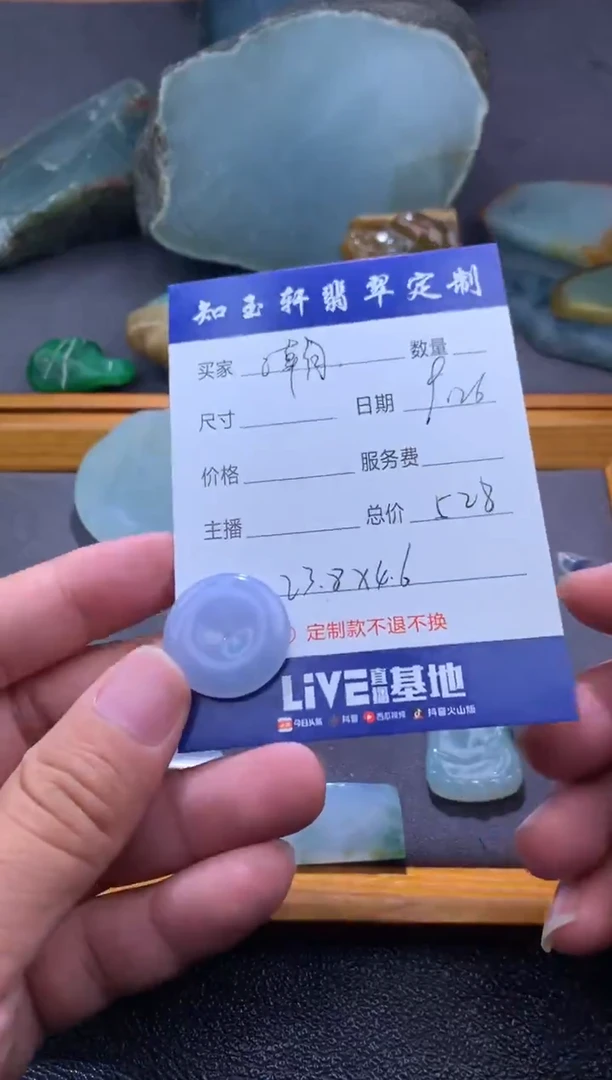 知玉轩翡翠定制
买家 数量
尺寸 日期 9.26
价格 服务费
主播 总价 528
23.8×4.6
定制款不退不换
LIVE直播基地
今日头条 抖音 西瓜视频 抖音火山版